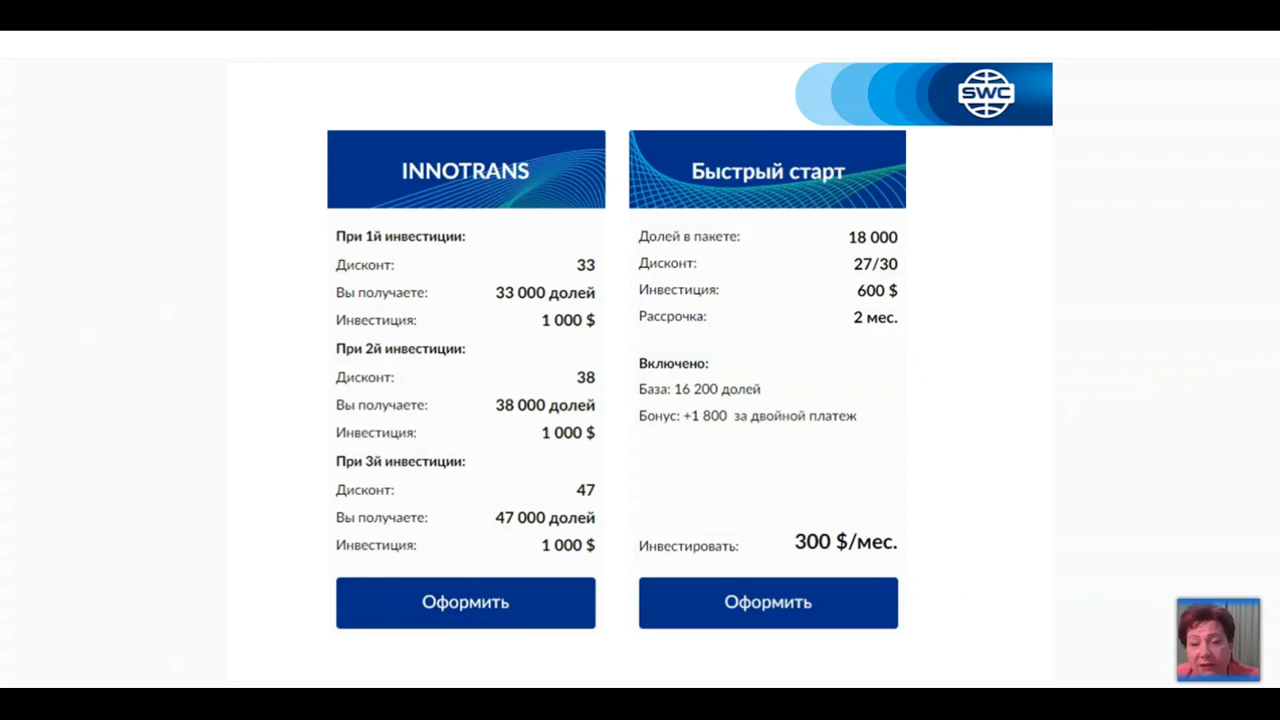 SWC
INNOTRANS
При 1й инвестиции:
Дисконт: 33
Вы получаете: 33 000 долей
Инвестиция: 1 000 $
При 2й инвестиции:
Дисконт: 38
Вы получаете: 38 000 долей
Инвестиция: 1 000 $
При 3й инвестиции:
Дисконт: 47
Вы получаете: 47 000 долей
Инвестиция: 1 000 $
Оформить
Быстрый старт
Долей в пакете: 18 000
Дисконт: 27/30
Инвестиция: 600 $
Рассрочка: 2 мес.
Включено:
База: 16 200 долей
Бонус: +1 800 за двойной платеж
Инвестировать: 300 $/мес.
Оформить